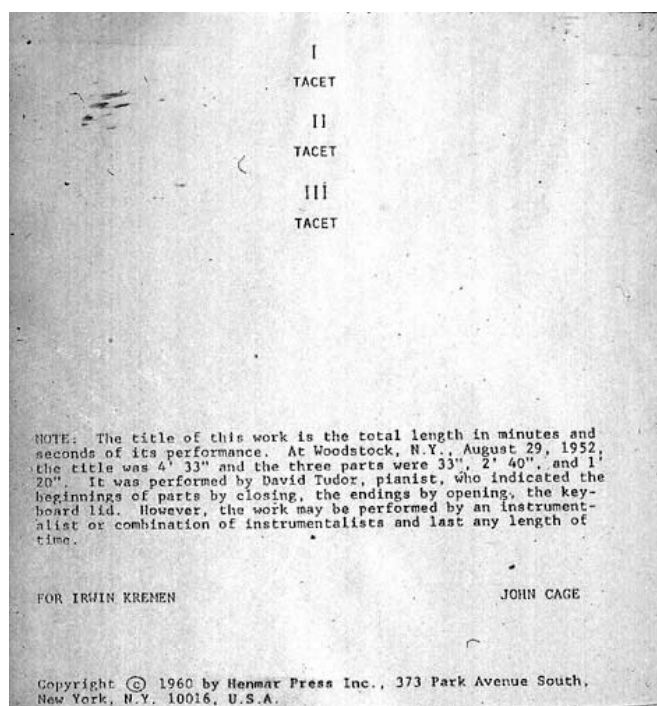 I
TACET
II
TACET
III
TACET
NOTE: The title of this work is the total length in minutes and
seconds of its performance. At Woodstock, N.Y., August 29, 1952,
the title was 4' 33" and the three parts were 33", 2' 40", and 1'
20". It was performed by David Tudor, pianist, who indicated the
beginnings of parts by closing, the endings by opening, the key-
board lid. However, the work may be performed by an instrument-
alist or combination of instrumentalists and last any length of
time.
FOR IRWIN KREMEN JOHN CAGE
Copyright © 1960 by Henmar Press Inc., 373 Park Avenue South,
New York, N.Y. 10016, U.S.A.